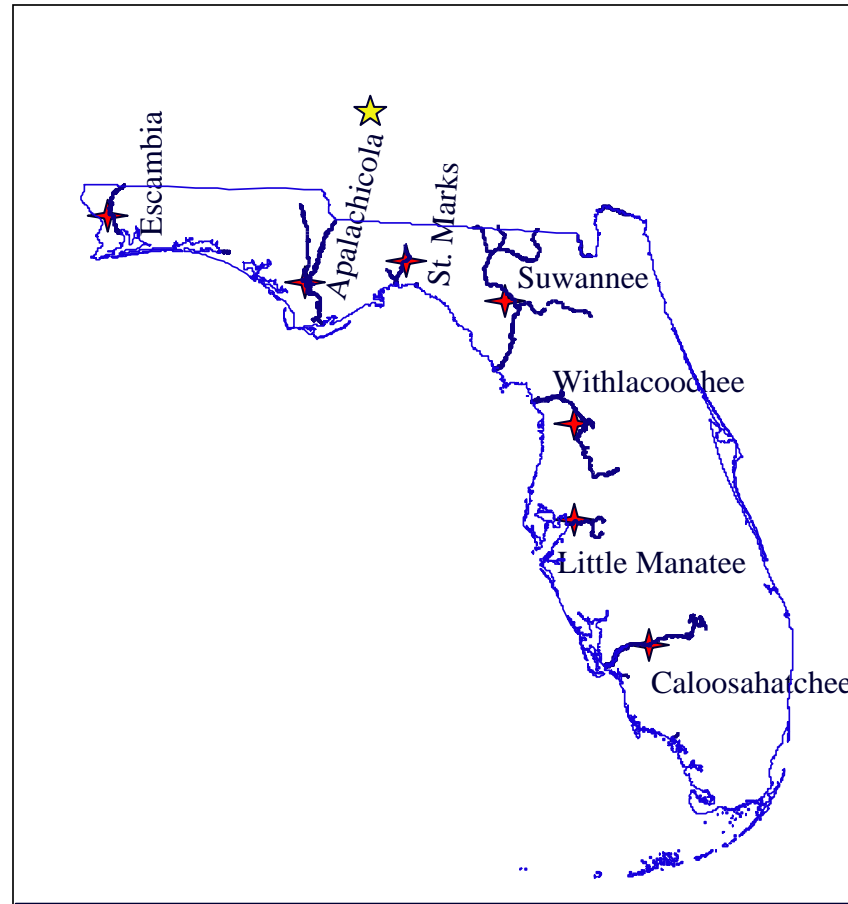 Escambia
Apalachicola
St. Marks
Suwannee
Withlacoochee
Little Manatee
Caloosahatchee